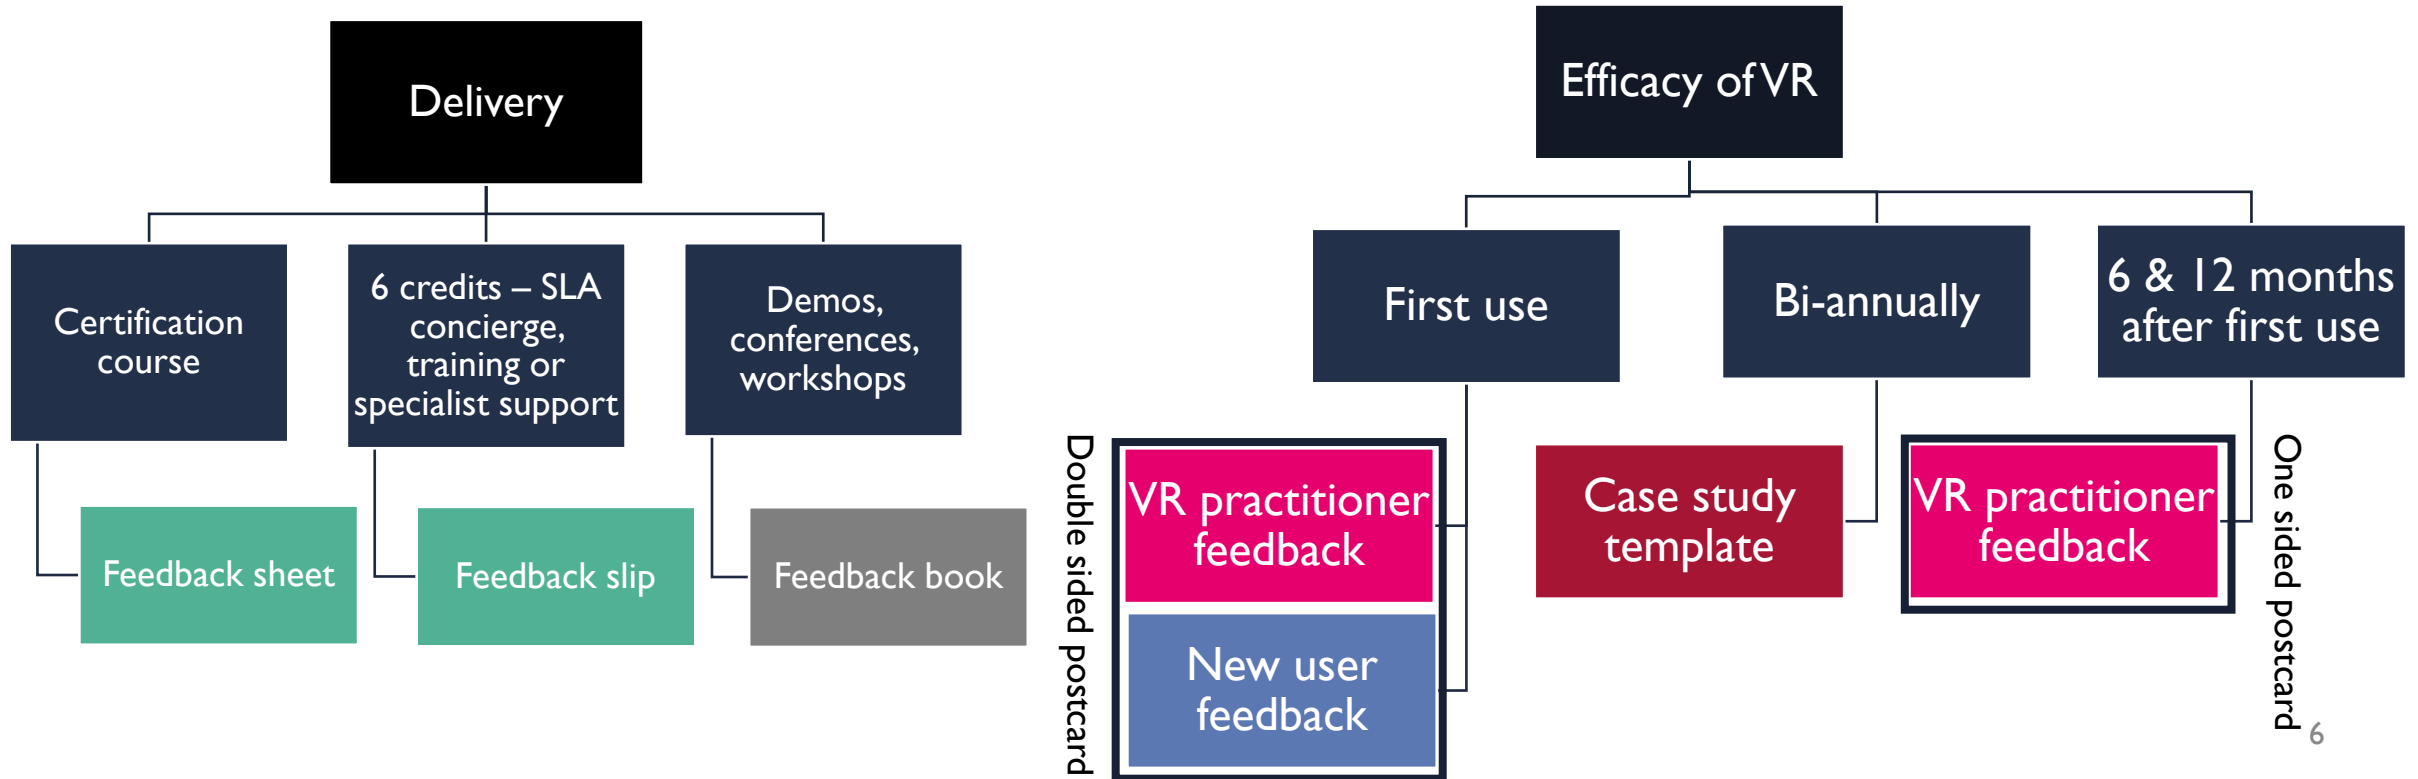 Delivery
Certification
course
6 credits – SLA
concierge,
training or
specialist support
Demos,
conferences,
workshops
Feedback sheet
Feedback slip
Feedback book
Efficacy of VR
First use
Bi-annually
6 & 12 months
after first use
Double sided postcard
VR practitioner
feedback
New user
feedback
Case study
template
VR practitioner
feedback
One sided postcard
6